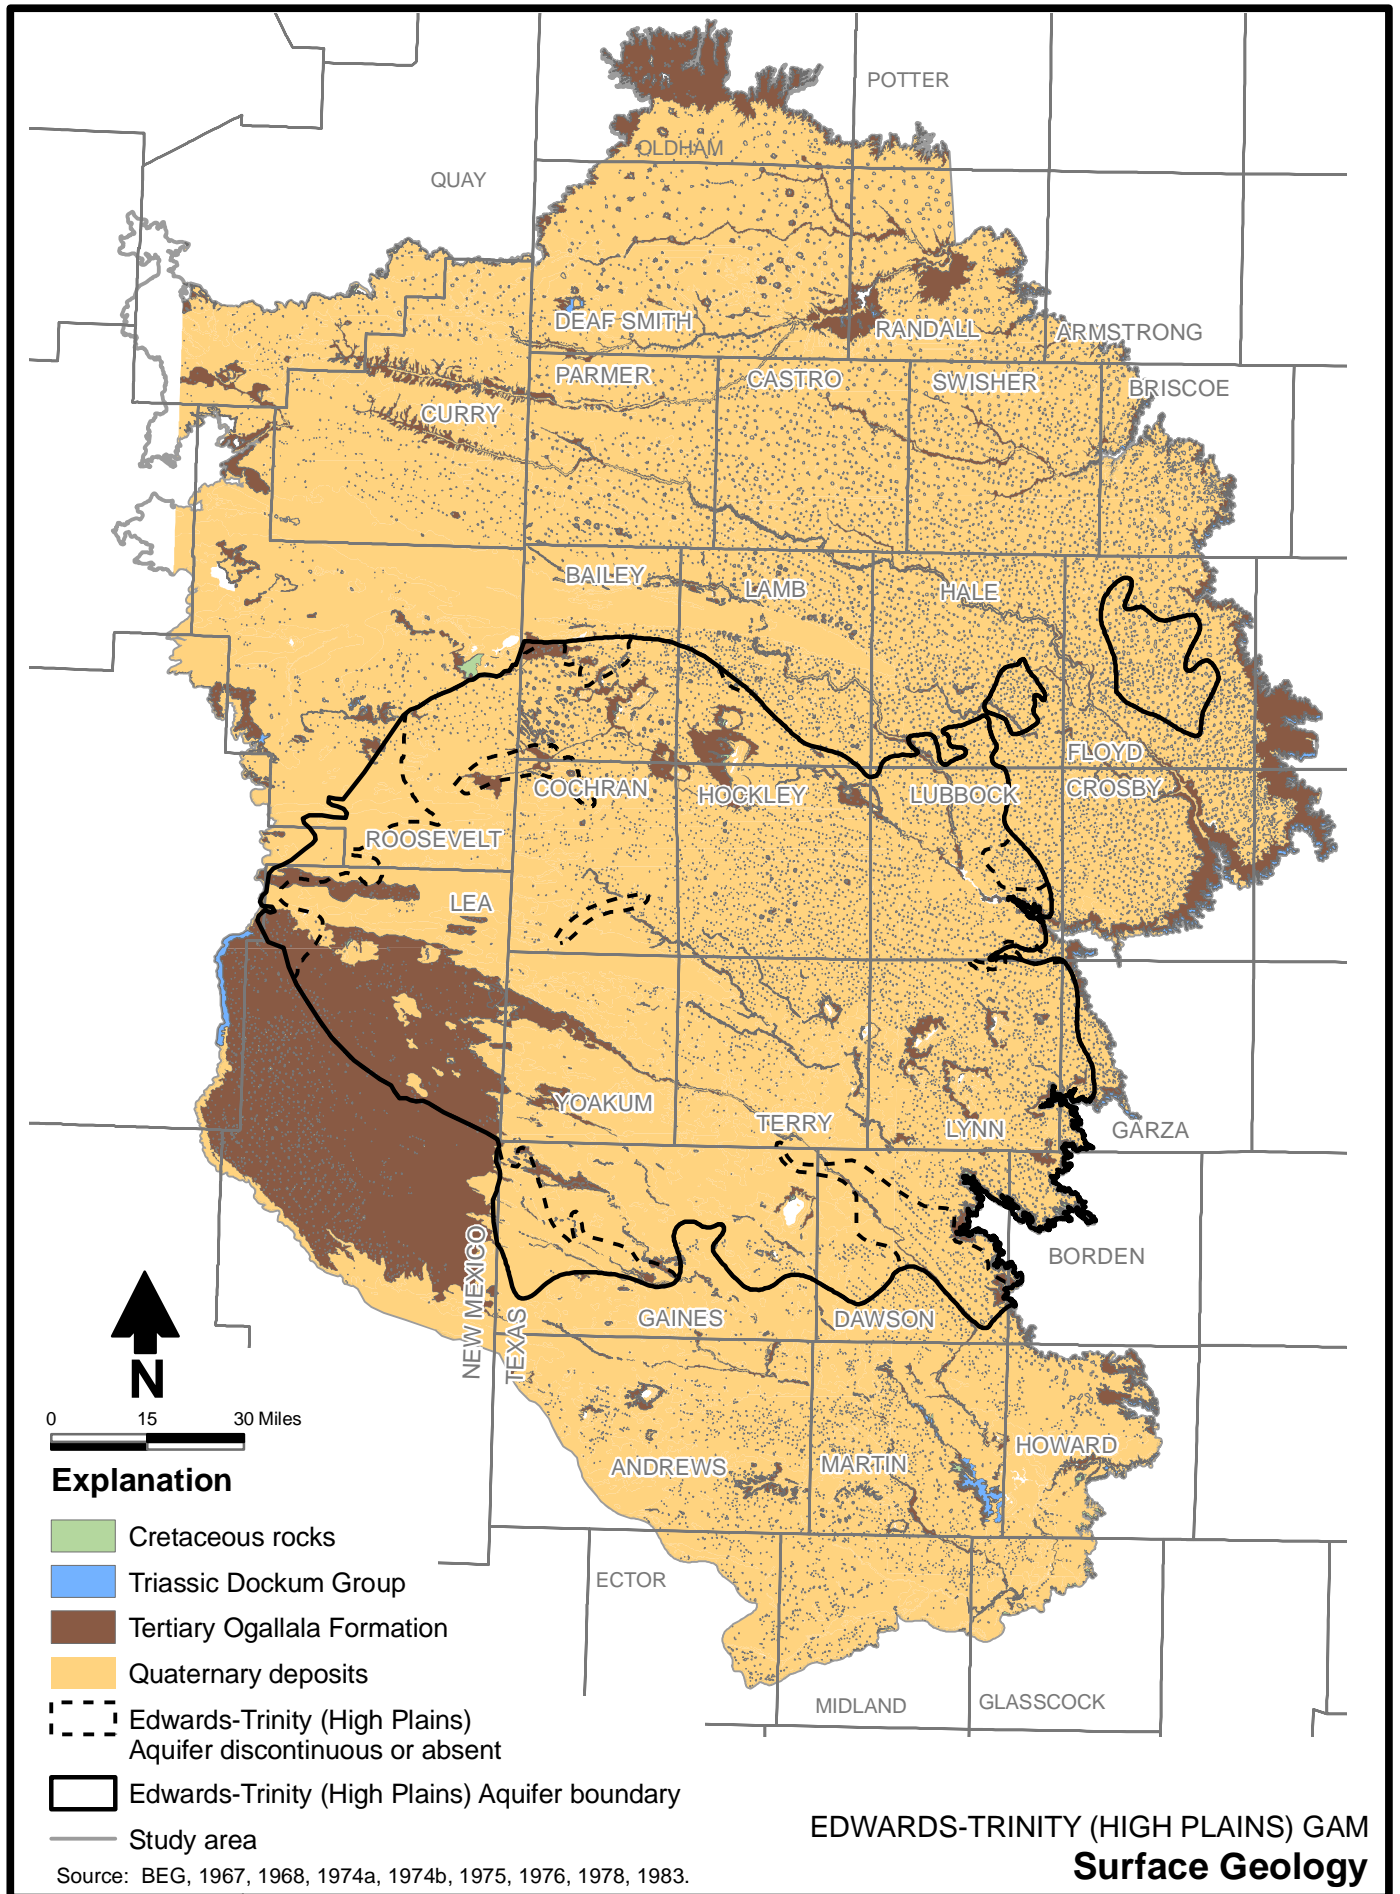 POTTER
OLDHAM
QUAY
DEAF SMITH
RANDALL
ARMSTRONG
PARMER
CASTRO
SWISHER
BRISCOE
CURRY
BAILEY
LAMB
HALE
FLOYD
COCHRAN
HOCKLEY
LUBBOCK
CROSBY
ROOSEVELT
LEA
YOAKUM
TERRY
LYNN
GARZA
NEW MEXICO
TEXAS
BORDEN
GAINES
DAWSON
N
0 15 30 Miles
HOWARD
ANDREWS
MARTIN
Explanation
Cretaceous rocks
Triassic Dockum Group
ECTOR
Tertiary Ogallala Formation
Quaternary deposits
MIDLAND
GLASSCOCK
Edwards-Trinity (High Plains)
Aquifer discontinuous or absent
Edwards-Trinity (High Plains) Aquifer boundary
Study area
Source: BEG, 1967, 1968, 1974a, 1974b, 1975, 1976, 1978, 1983.
EDWARDS-TRINITY (HIGH PLAINS) GAM
Surface Geology